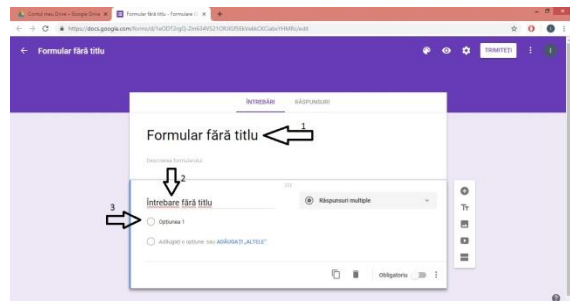 Contul meu Drive - Google Drive
Formular fără titlu - Formulare
Formular fără titlu
TRIMITEȚI
ÎNTREBĂRI RĂSPUNSURI
Formular fără titlu
1
Descrierea formularului
2
Întrebare fără titlu
Răspunsuri multiple
3
Opțiunea 1
Adăugați o opțiune sau ADĂUGAȚI „ALTELE”
Obligatoriu